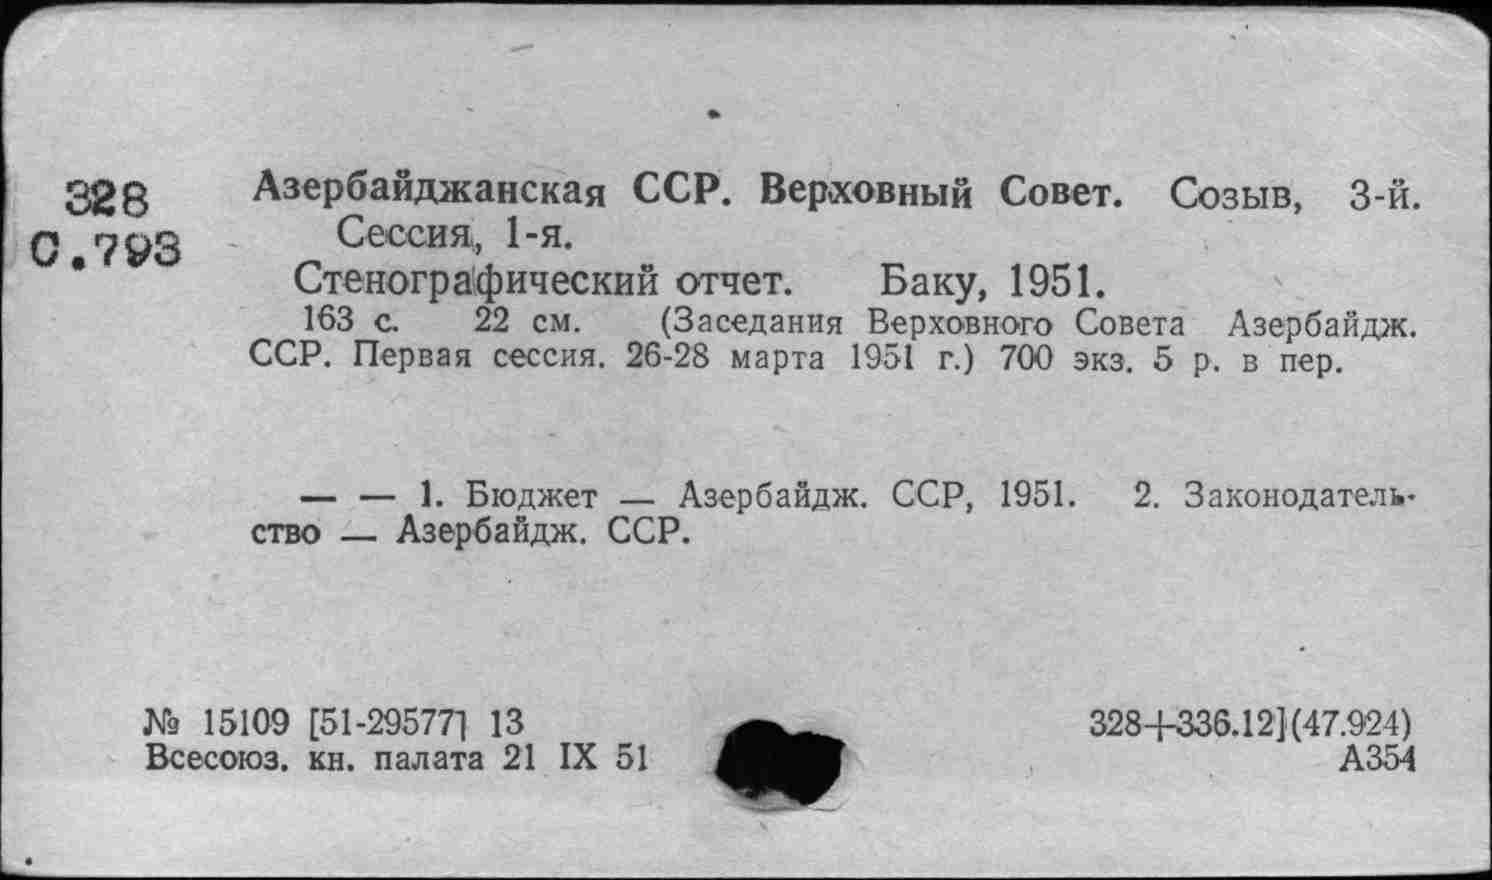 328
С.793
Азербайджанская ССР. Верховный Совет. Созыв, 3-й.
Сессия, 1-я.
Стенографический отчет. Баку, 1951.
163 с. 22 см. (Заседания Верховного Совета Азербайдж.
ССР. Первая сессия. 26-28 марта 1951 г.) 700 экз. 5 р. в пер.
— — 1. Бюджет — Азербайдж. ССР, 1951. 2. Законодатель-
ство — Азербайдж. ССР.
№ 15109 [51-29577] 13
Всесоюз. кн. палата 21 IX 51
328+336.12](47.924)
А354